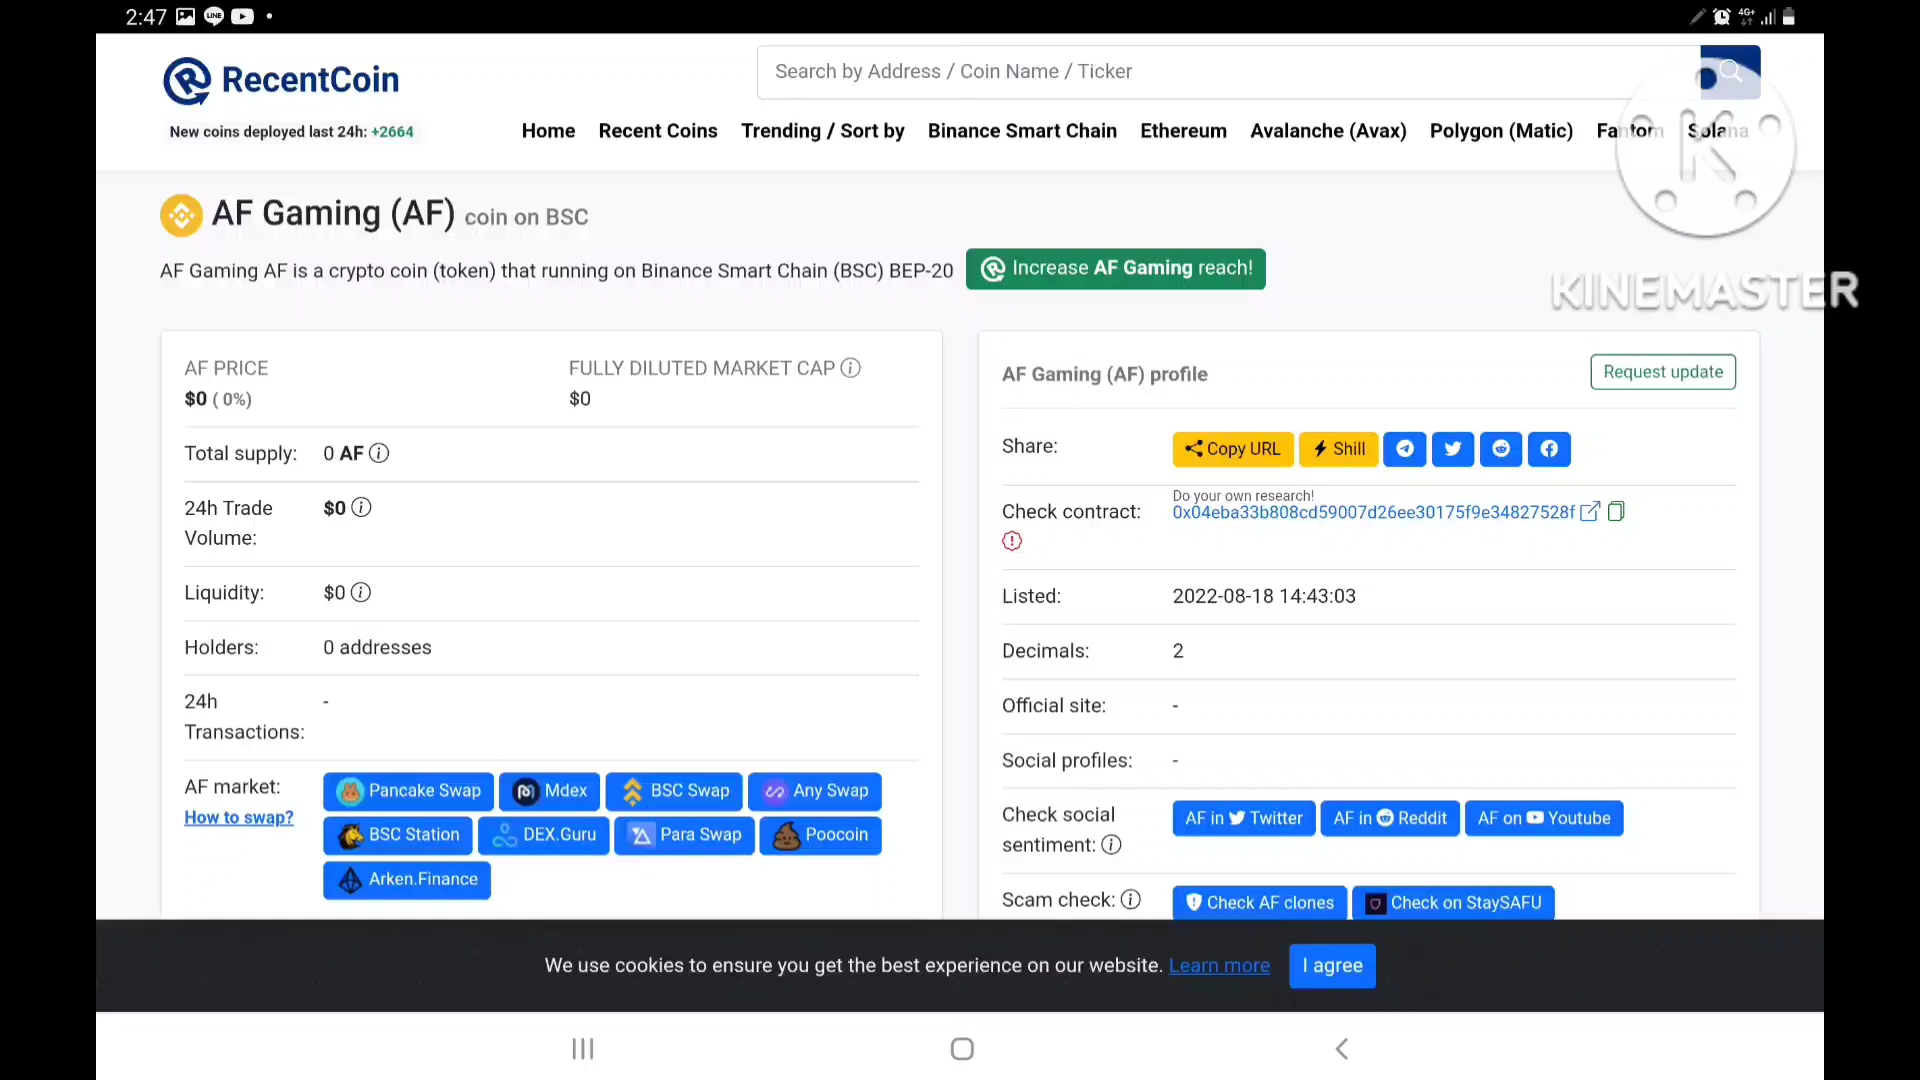 2:47
LINE
4G+
RecentCoin
Search by Address / Coin Name / Ticker
New coins deployed last 24h: +2664
Home Recent Coins Trending / Sort by Binance Smart Chain Ethereum Avalanche (Avax) Polygon (Matic) Fantom Solana
K
KINEMASTER
AF Gaming (AF) coin on BSC
AF Gaming AF is a crypto coin (token) that running on Binance Smart Chain (BSC) BEP-20
Increase AF Gaming reach!
AF PRICE
$0 ( 0%)
FULLY DILUTED MARKET CAP
$0
Total supply: 0 AF
24h Trade Volume: $0
Liquidity: $0
Holders: 0 addresses
24h Transactions: -
AF market:
How to swap?
Pancake Swap Mdex BSC Swap Any Swap
BSC Station DEX.Guru Para Swap Poocoin
Arken.Finance
AF Gaming (AF) profile
Request update
Share: Copy URL Shill
Do your own research!
Check contract: 0x04eba33b808cd59007d26ee30175f9e34827528f
Listed: 2022-08-18 14:43:03
Decimals: 2
Official site: -
Social profiles: -
Check social sentiment: AF in Twitter AF in Reddit AF on Youtube
Scam check: Check AF clones Check on StaySAFU
We use cookies to ensure you get the best experience on our website. Learn more I agree